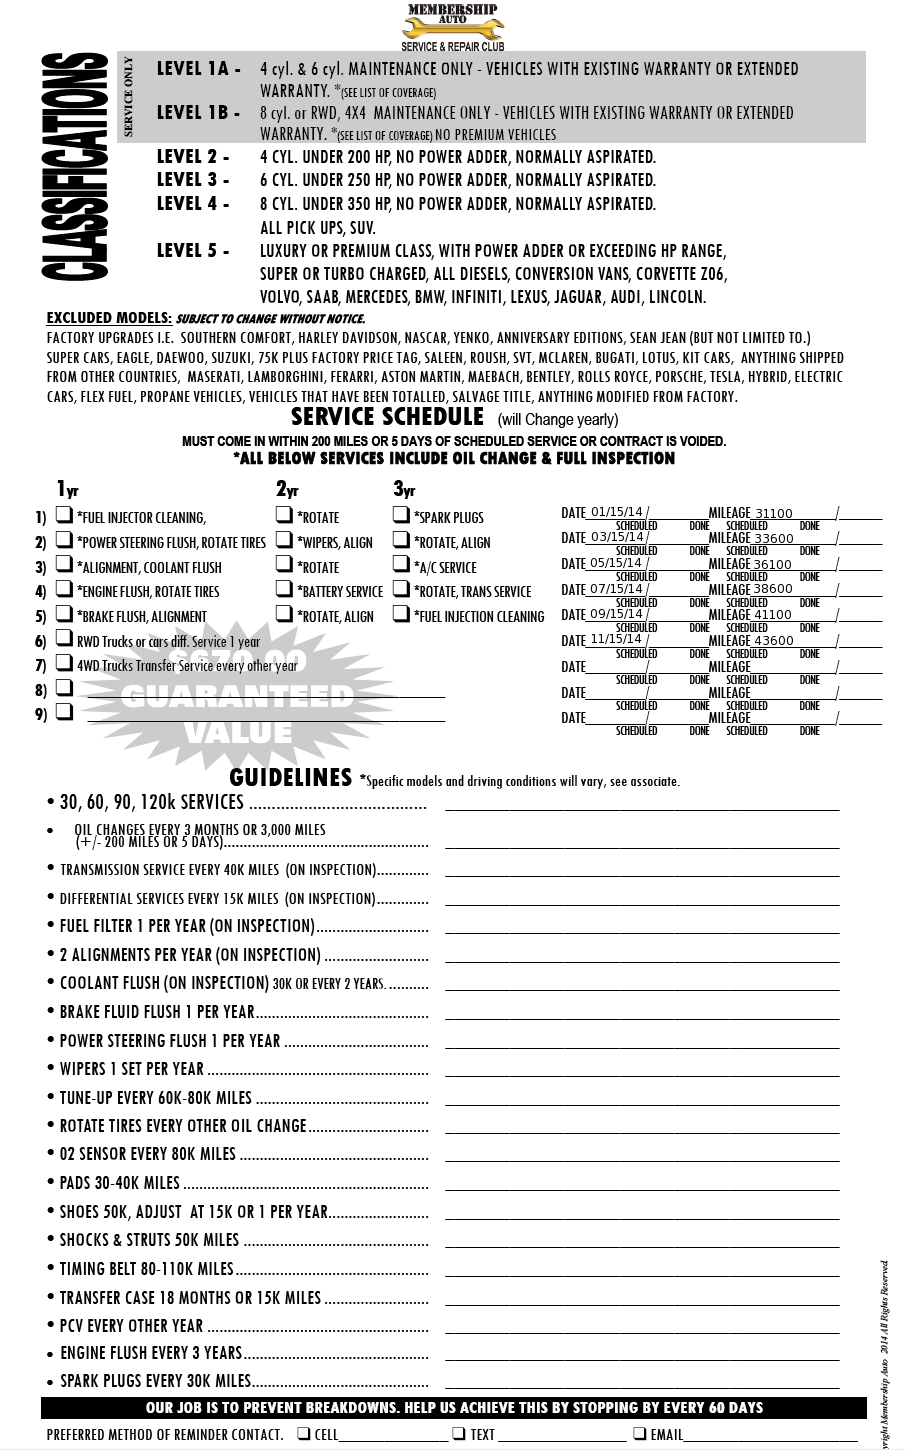 MEMBERSHIP
AUTO
SERVICE & REPAIR CLUB
CLASSIFICATIONS
SERVICE ONLY
LEVEL 1A - 4 cyl. & 6 cyl. MAINTENANCE ONLY - VEHICLES WITH EXISTING WARRANTY OR EXTENDED
WARRANTY. *(SEE LIST OF COVERAGE)
LEVEL 1B - 8 cyl. or RWD, 4X4 MAINTENANCE ONLY - VEHICLES WITH EXISTING WARRANTY OR EXTENDED
WARRANTY. *(SEE LIST OF COVERAGE) NO PREMIUM VEHICLES
LEVEL 2 - 4 CYL. UNDER 200 HP, NO POWER ADDER, NORMALLY ASPIRATED.
LEVEL 3 - 6 CYL. UNDER 250 HP, NO POWER ADDER, NORMALLY ASPIRATED.
LEVEL 4 - 8 CYL. UNDER 350 HP, NO POWER ADDER, NORMALLY ASPIRATED.
ALL PICK UPS, SUV.
LEVEL 5 - LUXURY OR PREMIUM CLASS, WITH POWER ADDER OR EXCEEDING HP RANGE,
SUPER OR TURBO CHARGED, ALL DIESELS, CONVERSION VANS, CORVETTE Z06,
VOLVO, SAAB, MERCEDES, BMW, INFINITI, LEXUS, JAGUAR, AUDI, LINCOLN.
EXCLUDED MODELS: SUBJECT TO CHANGE WITHOUT NOTICE.
FACTORY UPGRADES I.E. SOUTHERN COMFORT, HARLEY DAVIDSON, NASCAR, YENKO, ANNIVERSARY EDITIONS, SEAN JEAN (BUT NOT LIMITED TO.)
SUPER CARS, EAGLE, DAEWOO, SUZUKI, 75K PLUS FACTORY PRICE TAG, SALEEN, ROUSH, SVT, MCLAREN, BUGATI, LOTUS, KIT CARS, ANYTHING SHIPPED
FROM OTHER COUNTRIES, MASERATI, LAMBORGHINI, FERARRI, ASTON MARTIN, MAEBACH, BENTLEY, ROLLS ROYCE, PORSCHE, TESLA, HYBRID, ELECTRIC
CARS, FLEX FUEL, PROPANE VEHICLES, VEHICLES THAT HAVE BEEN TOTALLED, SALVAGE TITLE, ANYTHING MODIFIED FROM FACTORY.
SERVICE SCHEDULE (will Change yearly)
MUST COME IN WITHIN 200 MILES OR 5 DAYS OF SCHEDULED SERVICE OR CONTRACT IS VOIDED.
*ALL BELOW SERVICES INCLUDE OIL CHANGE & FULL INSPECTION
1yr 2yr 3yr
1) ❏ *FUEL INJECTOR CLEANING, ❏ *ROTATE ❏ *SPARK PLUGS DATE 01/15/14 / MILEAGE 31100 /
SCHEDULED DONE SCHEDULED DONE
2) ❏ *POWER STEERING FLUSH, ROTATE TIRES ❏ *WIPERS, ALIGN ❏ *ROTATE, ALIGN DATE 03/15/14 / MILEAGE 33600 /
SCHEDULED DONE SCHEDULED DONE
3) ❏ *ALIGNMENT, COOLANT FLUSH ❏ *ROTATE ❏ *A/C SERVICE DATE 05/15/14 / MILEAGE 36100 /
SCHEDULED DONE SCHEDULED DONE
4) ❏ *ENGINE FLUSH, ROTATE TIRES ❏ *BATTERY SERVICE ❏ *ROTATE, TRANS SERVICE DATE 07/15/14 / MILEAGE 38600 /
SCHEDULED DONE SCHEDULED DONE
5) ❏ *BRAKE FLUSH, ALIGNMENT ❏ *ROTATE, ALIGN ❏ *FUEL INJECTION CLEANING DATE 09/15/14 / MILEAGE 41100 /
SCHEDULED DONE SCHEDULED DONE
6) ❏ RWD Trucks or cars diff. Service 1 year DATE 11/15/14 / MILEAGE 43600 /
SCHEDULED DONE SCHEDULED DONE
7) ❏ 4WD Trucks Transfer Service every other year DATE / MILEAGE /
SCHEDULED DONE SCHEDULED DONE
8) ❏ DATE / MILEAGE /
SCHEDULED DONE SCHEDULED DONE
9) ❏ DATE / MILEAGE /
SCHEDULED DONE SCHEDULED DONE
GUARANTEED
VALUE
GUIDELINES *Specific models and driving conditions will vary, see associate.
• 30, 60, 90, 120k SERVICES
• OIL CHANGES EVERY 3 MONTHS OR 3,000 MILES
(+/- 200 MILES OR 5 DAYS)
• TRANSMISSION SERVICE EVERY 40K MILES (ON INSPECTION)
• DIFFERENTIAL SERVICES EVERY 15K MILES (ON INSPECTION)
• FUEL FILTER 1 PER YEAR (ON INSPECTION)
• 2 ALIGNMENTS PER YEAR (ON INSPECTION)
• COOLANT FLUSH (ON INSPECTION) 30K OR EVERY 2 YEARS.
• BRAKE FLUID FLUSH 1 PER YEAR
• POWER STEERING FLUSH 1 PER YEAR
• WIPERS 1 SET PER YEAR
• TUNE-UP EVERY 60K-80K MILES
• ROTATE TIRES EVERY OTHER OIL CHANGE
• 02 SENSOR EVERY 80K MILES
• PADS 30-40K MILES
• SHOES 50K, ADJUST AT 15K OR 1 PER YEAR
• SHOCKS & STRUTS 50K MILES
• TIMING BELT 80-110K MILES
• TRANSFER CASE 18 MONTHS OR 15K MILES
• PCV EVERY OTHER YEAR
• ENGINE FLUSH EVERY 3 YEARS
• SPARK PLUGS EVERY 30K MILES
OUR JOB IS TO PREVENT BREAKDOWNS. HELP US ACHIEVE THIS BY STOPPING BY EVERY 60 DAYS
PREFERRED METHOD OF REMINDER CONTACT. ❏ CELL ❏ TEXT ❏ EMAIL
yright Membership Auto 2014 All Rights Reserved